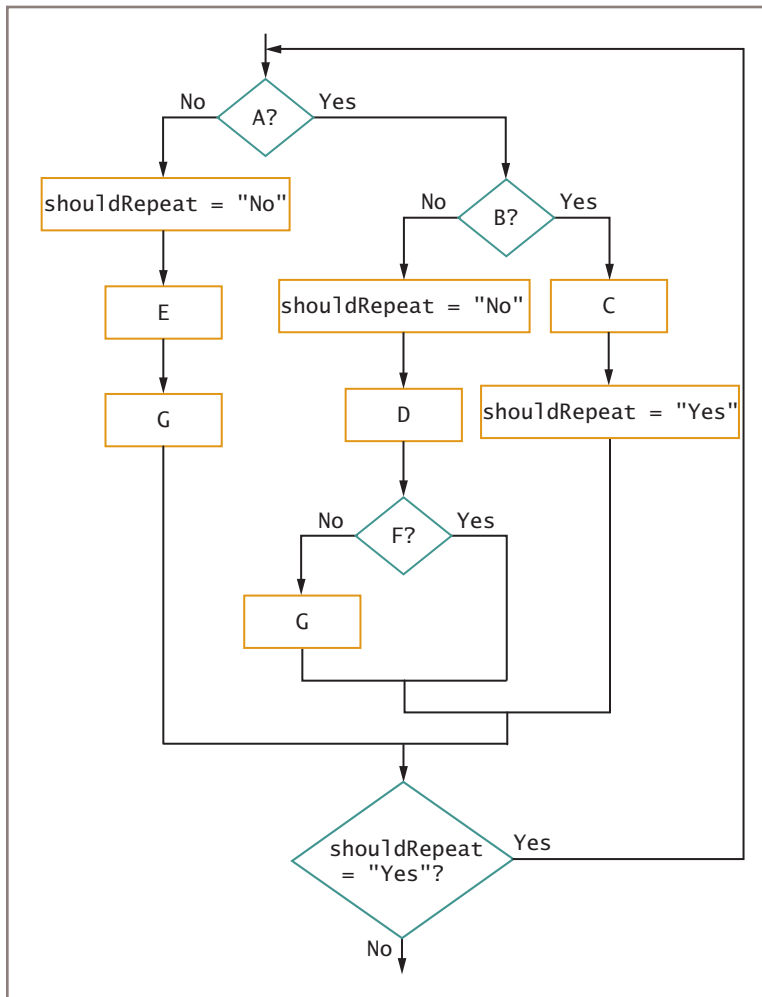 No
A?
Yes
shouldRepeat = "No"
No
B?
Yes
E
shouldRepeat = "No"
C
G
D
shouldRepeat = "Yes"
No
F?
Yes
G
shouldRepeat
= "Yes"?
Yes
No